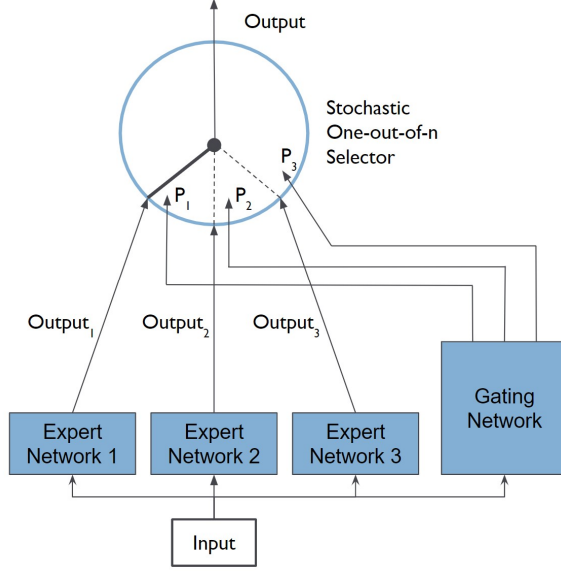 Output
Stochastic
One-out-of-n
Selector
P3
P1
P2
Output1
Output2
Output3
Expert
Network 1
Expert
Network 2
Expert
Network 3
Gating
Network
Input